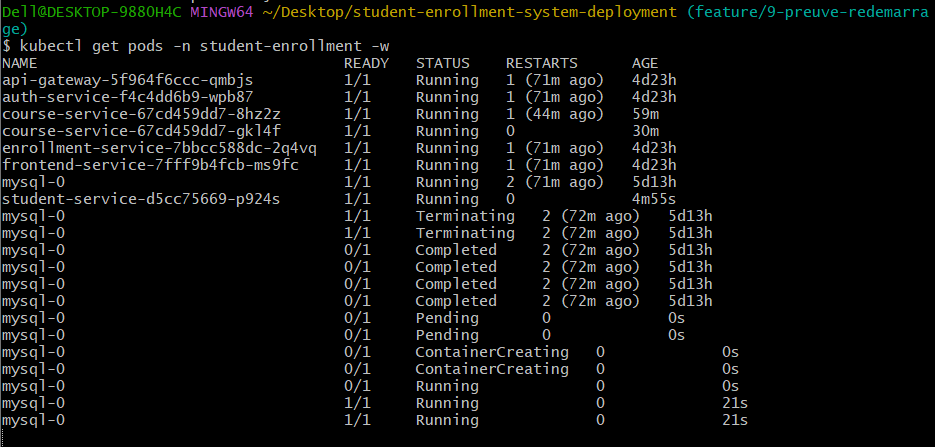 Dell@DESKTOP-9880H4C MINGW64 ~/Desktop/student-enrollment-system-deployment (feature/9-preuve-redemarra
ge)
$ kubectl get pods -n student-enrollment -w
NAME READY STATUS RESTARTS AGE
api-gateway-5f964f6ccc-qmbjs 1/1 Running 1 (71m ago) 4d23h
auth-service-f4c4dd6b9-wpb87 1/1 Running 1 (71m ago) 4d23h
course-service-67cd459dd7-8hz2z 1/1 Running 1 (44m ago) 59m
course-service-67cd459dd7-gkl4f 1/1 Running 0 30m
enrollment-service-7bbcc588dc-2q4vq 1/1 Running 1 (71m ago) 4d23h
frontend-service-7fff9b4fcb-ms9fc 1/1 Running 1 (71m ago) 4d23h
mysql-0 1/1 Running 2 (71m ago) 5d13h
student-service-d5cc75669-p924s 1/1 Running 0 4m55s
mysql-0 1/1 Terminating 2 (72m ago) 5d13h
mysql-0 1/1 Terminating 2 (72m ago) 5d13h
mysql-0 0/1 Completed 2 (72m ago) 5d13h
mysql-0 0/1 Completed 2 (72m ago) 5d13h
mysql-0 0/1 Completed 2 (72m ago) 5d13h
mysql-0 0/1 Completed 2 (72m ago) 5d13h
mysql-0 0/1 Pending 0 0s
mysql-0 0/1 Pending 0 0s
mysql-0 0/1 ContainerCreating 0 0s
mysql-0 0/1 ContainerCreating 0 0s
mysql-0 0/1 Running 0 0s
mysql-0 1/1 Running 0 21s
mysql-0 1/1 Running 0 21s